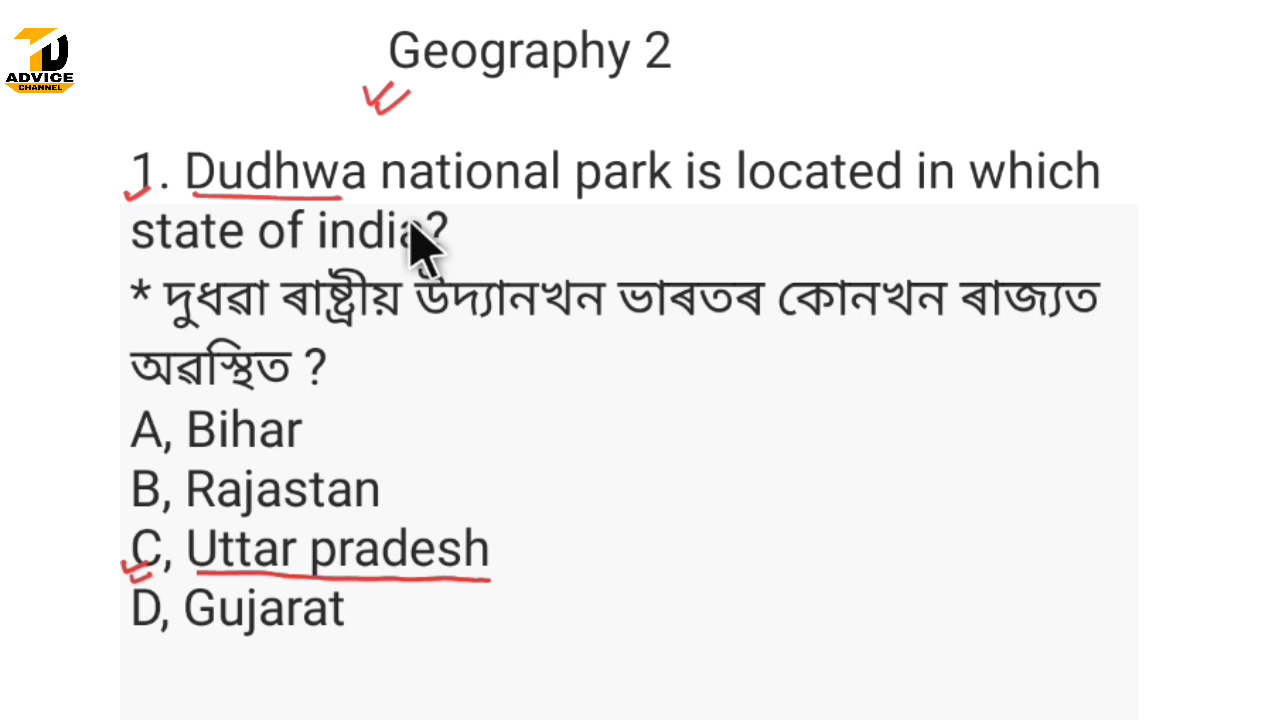 TD
ADVICE
CHANNEL
Geography 2
1. Dudhwa national park is located in which
state of india?
* দুধৱা ৰাষ্ট্ৰীয় উদ্যানখন ভাৰতৰ কোনখন ৰাজ্যত
অৱস্থিত ?
A, Bihar
B, Rajastan
C, Uttar pradesh
D, Gujarat